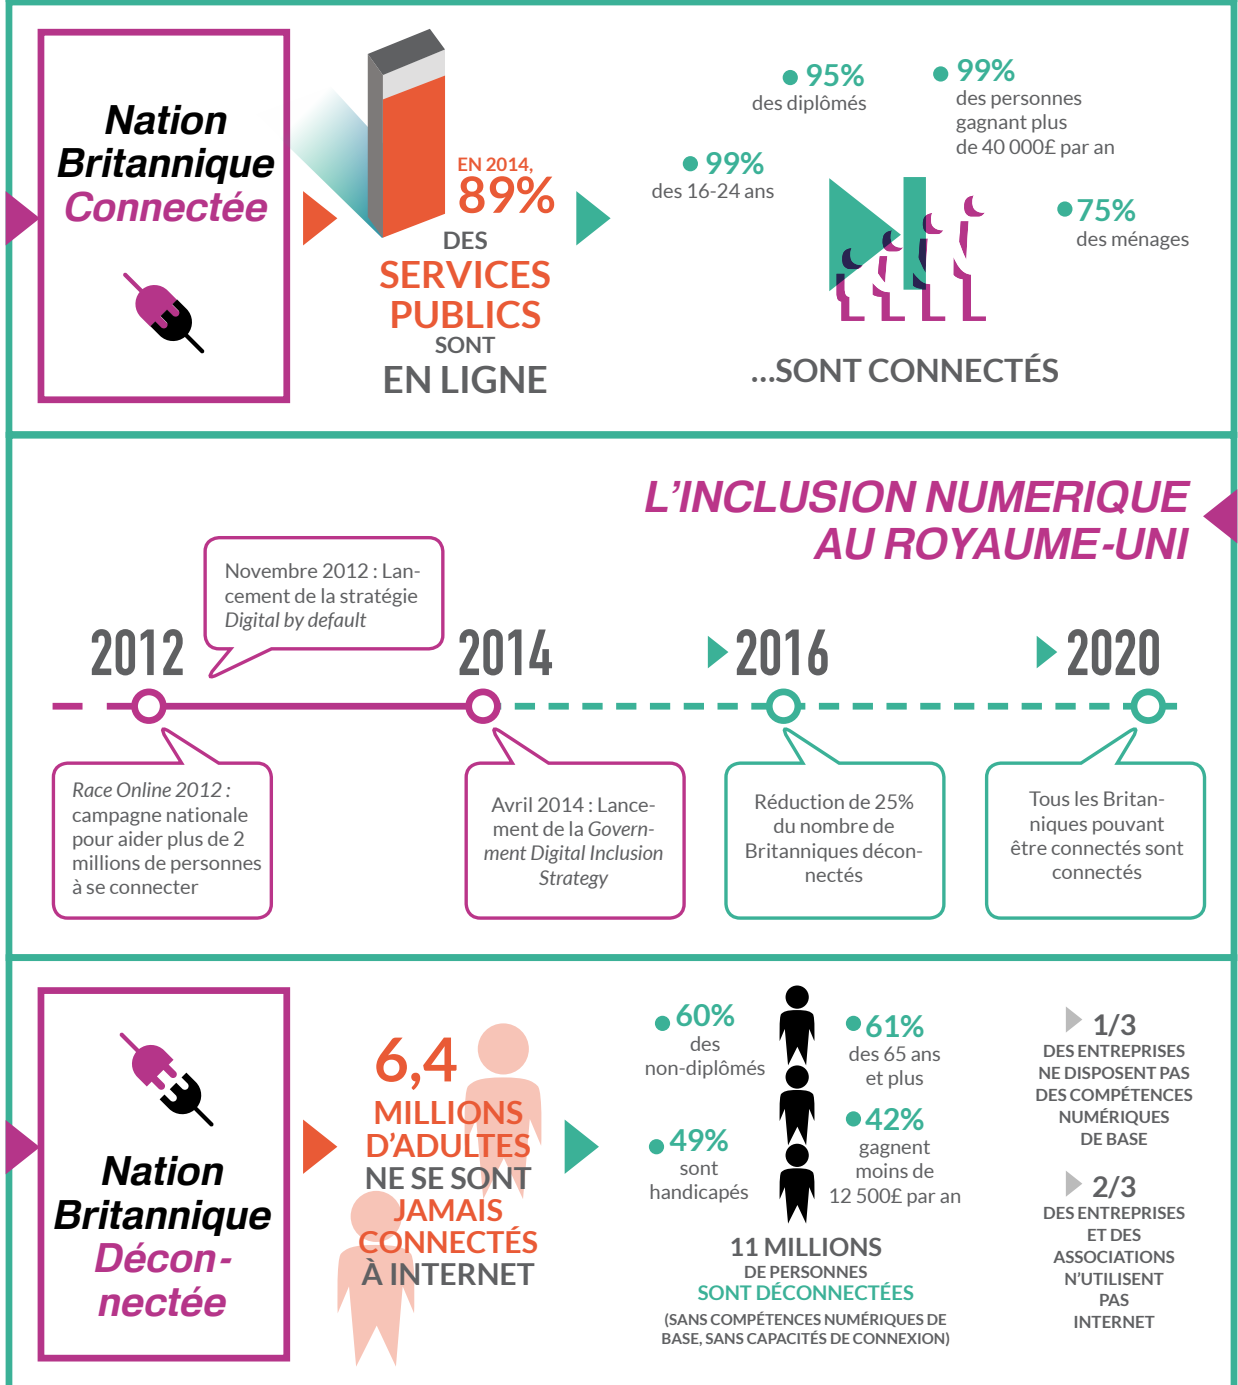 Nation
Britannique
Connectée
EN 2014,
89%
DES
SERVICES
PUBLICS
SONT
EN LIGNE
95%
des diplômés
99%
des personnes
gagnant plus
de 40 000£ par an
99%
des 16-24 ans
75%
des ménages
...SONT CONNECTÉS
L'INCLUSION NUMERIQUE
AU ROYAUME-UNI
Novembre 2012 : Lan-
cement de la stratégie
Digital by default
2012
2014
2016
2020
Race Online 2012 :
campagne nationale
pour aider plus de 2
millions de personnes
à se connecter
Avril 2014 : Lance-
ment de la Govern-
ment Digital Inclusion
Strategy
Réduction de 25%
du nombre de
Britanniques décon-
nectés
Tous les Britan-
niques pouvant
être connectés sont
connectés
Nation
Britannique
Décon-
nectée
6,4
MILLIONS
D'ADULTES
NE SE SONT
JAMAIS
CONNECTÉS
À INTERNET
60%
des
non-diplômés
61%
des 65 ans
et plus
49%
sont
handicapés
42%
gagnent
moins de
12 500£ par an
11 MILLIONS
DE PERSONNES
SONT DÉCONNECTÉES
(SANS COMPÉTENCES NUMÉRIQUES DE
BASE, SANS CAPACITÉS DE CONNEXION)
1/3
DES ENTREPRISES
NE DISPOSENT PAS
DES COMPÉTENCES
NUMÉRIQUES
DE BASE
2/3
DES ENTREPRISES
ET DES
ASSOCIATIONS
N'UTILISENT
PAS
INTERNET